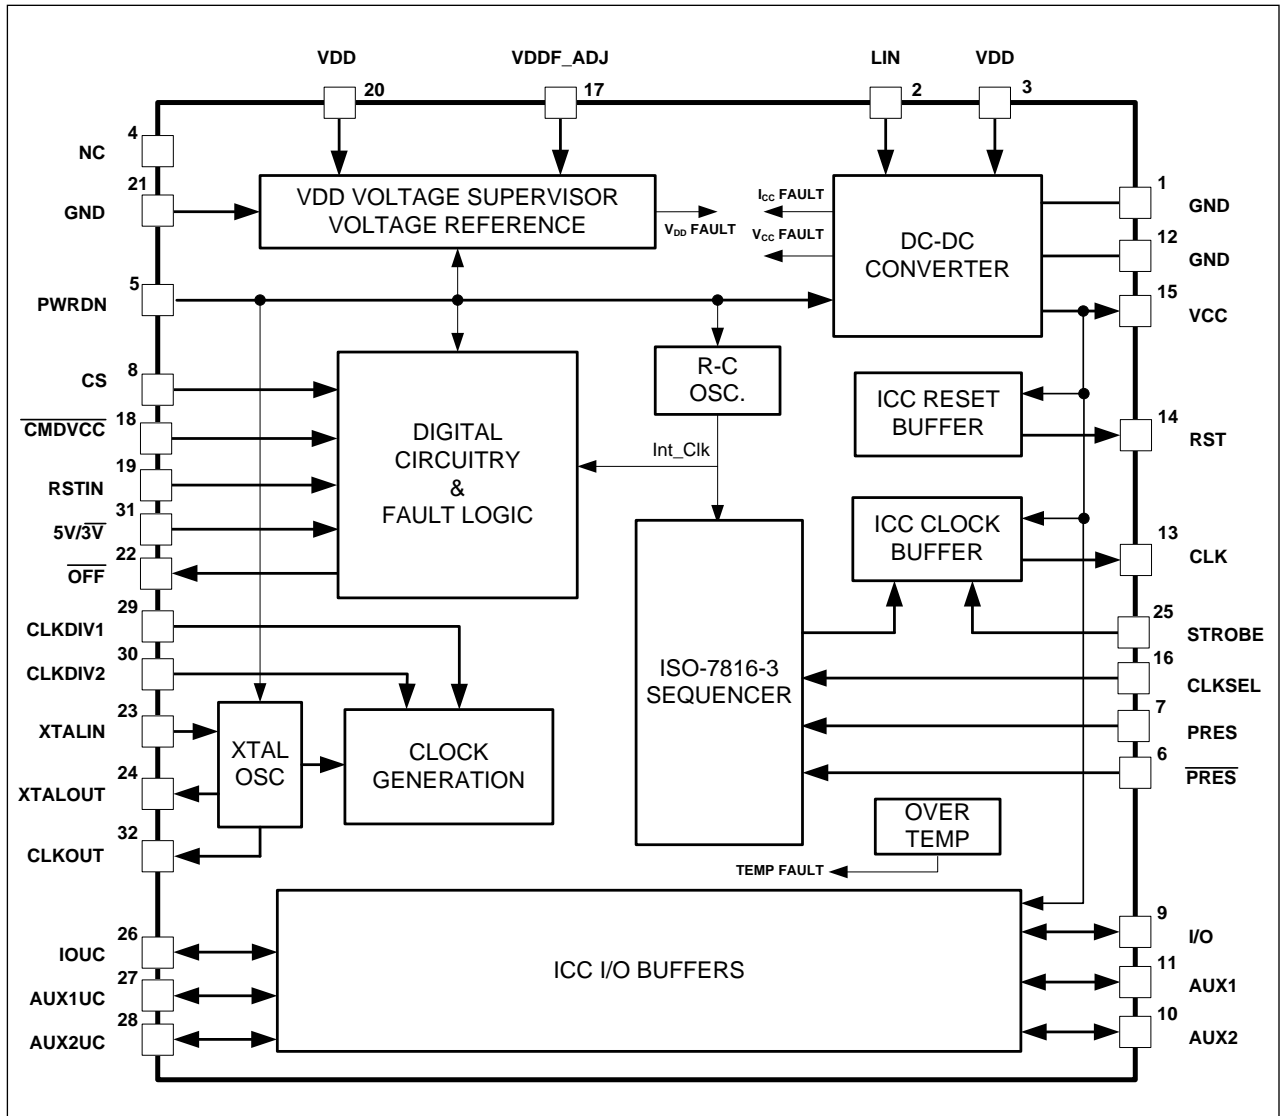 VDD
VDDF_ADJ
LIN
VDD
20
17
2
3
4
NC
21
GND
VDD VOLTAGE SUPERVISOR
VOLTAGE REFERENCE
VDD FAULT
ICC FAULT
VCC FAULT
DC-DC
CONVERTER
1
GND
12
GND
15
VCC
5
PWRDN
8
CS
18
CMDVCC
19
RSTIN
31
5V/3V
22
OFF
DIGITAL
CIRCUITRY
&
FAULT LOGIC
R-C
OSC.
Int_Clk
ICC RESET
BUFFER
14
RST
ICC CLOCK
BUFFER
13
CLK
29
CLKDIV1
30
CLKDIV2
23
XTALIN
24
XTALOUT
32
CLKOUT
XTAL
OSC
CLOCK
GENERATION
ISO-7816-3
SEQUENCER
25
STROBE
16
CLKSEL
7
PRES
6
PRES
OVER
TEMP
TEMP FAULT
26
IOUC
27
AUX1UC
28
AUX2UC
ICC I/O BUFFERS
9
I/O
11
AUX1
10
AUX2